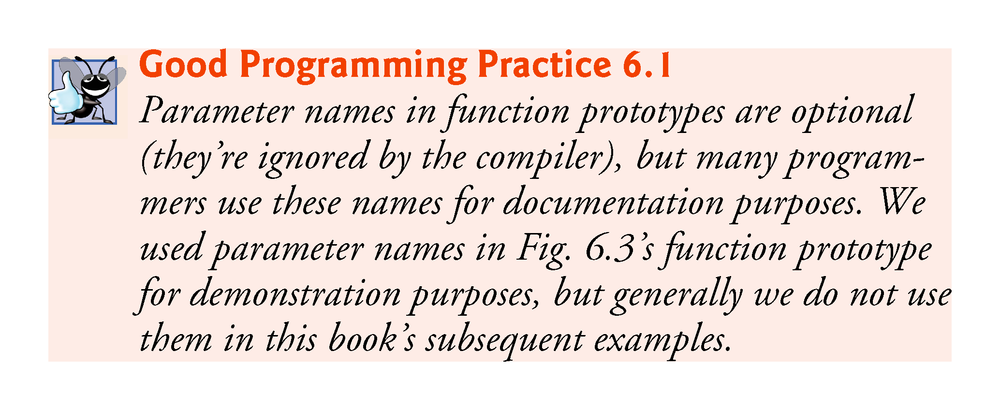 Good Programming Practice 6.1
Parameter names in function prototypes are optional
(they’re ignored by the compiler), but many program-
mers use these names for documentation purposes. We
used parameter names in Fig. 6.3’s function prototype
for demonstration purposes, but generally we do not use
them in this book’s subsequent examples.